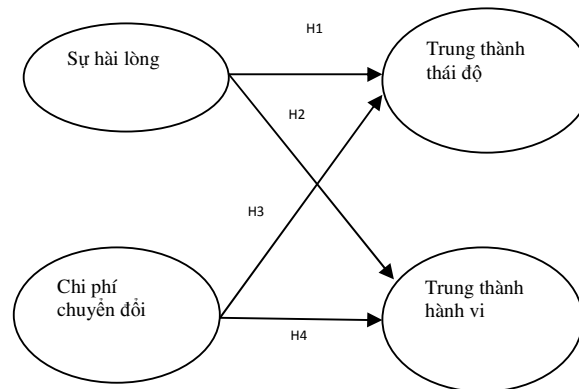 H1
Sự hài lòng
Trung thành
thái độ
H2
H3
Chi phí
chuyển đổi
Trung thành
hành vi
H4